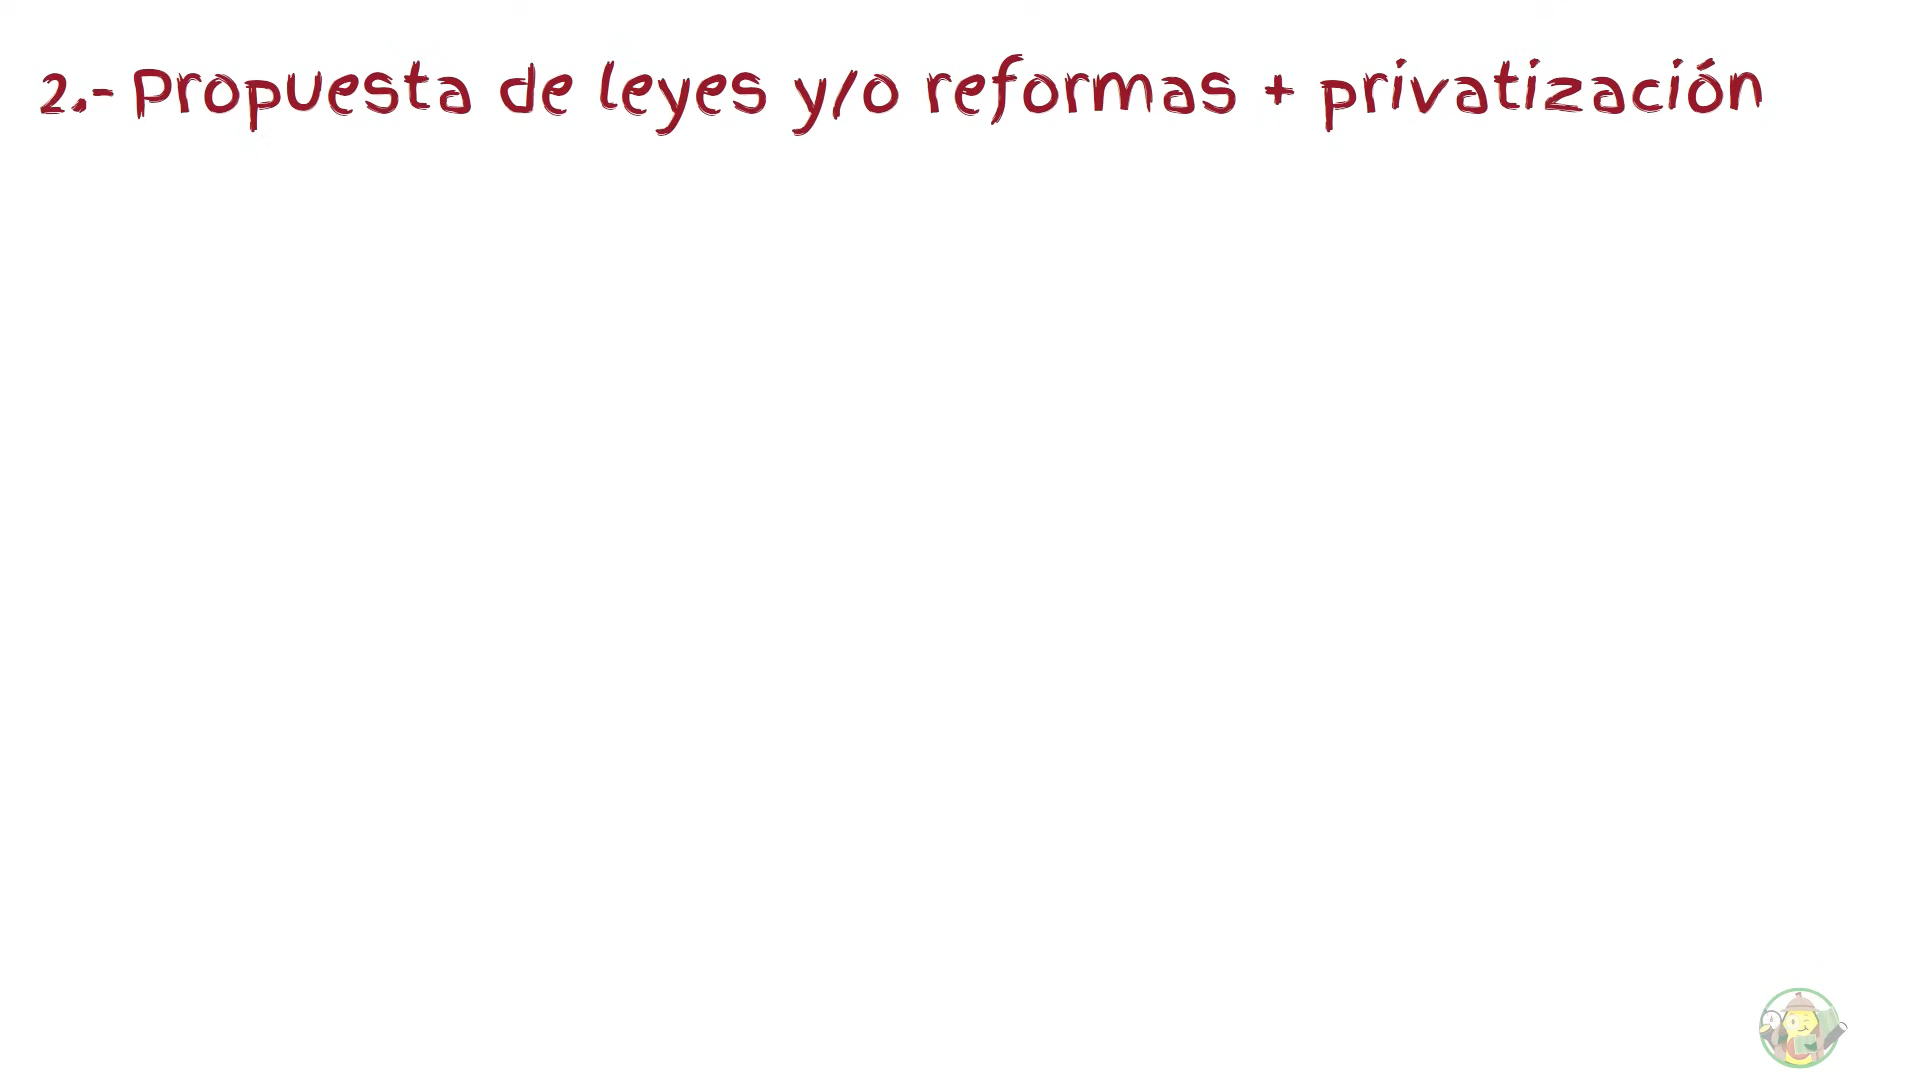 2.- Propuesta de leyes y/o reformas + privatización